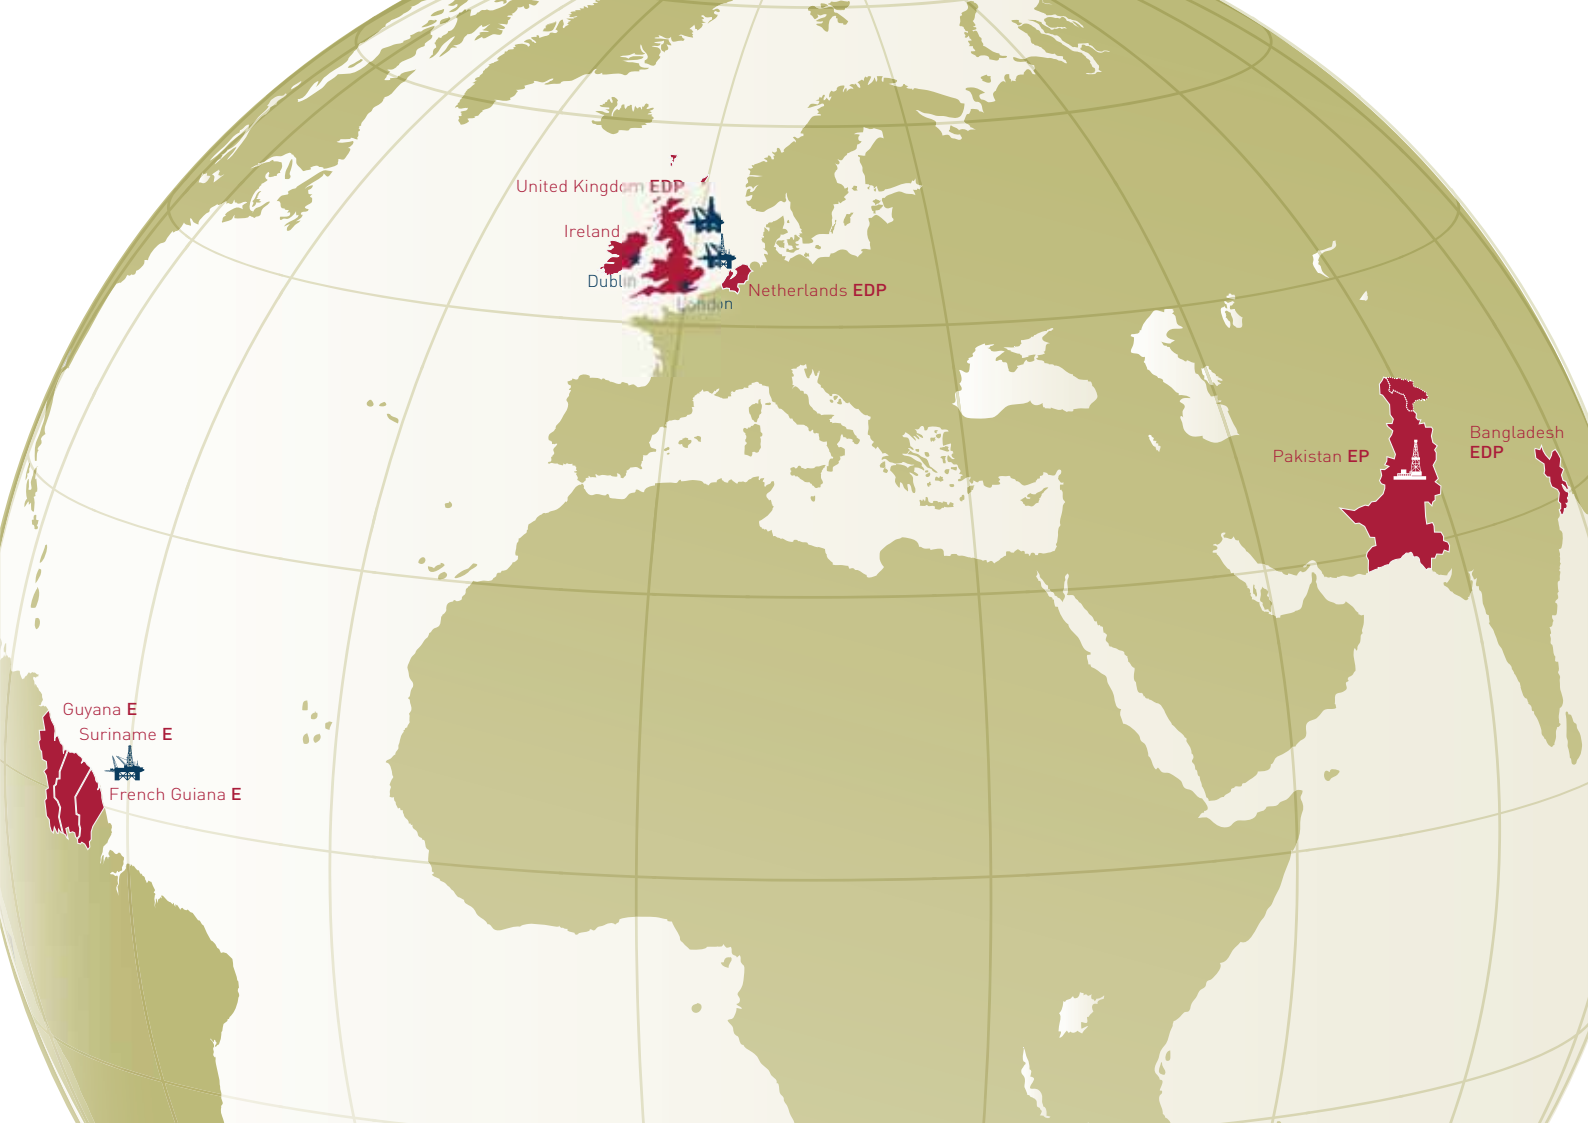 United Kingdom EDP
Ireland
Dublin
London
Netherlands EDP
Pakistan EP
Bangladesh
EDP
Guyana E
Suriname E
French Guiana E